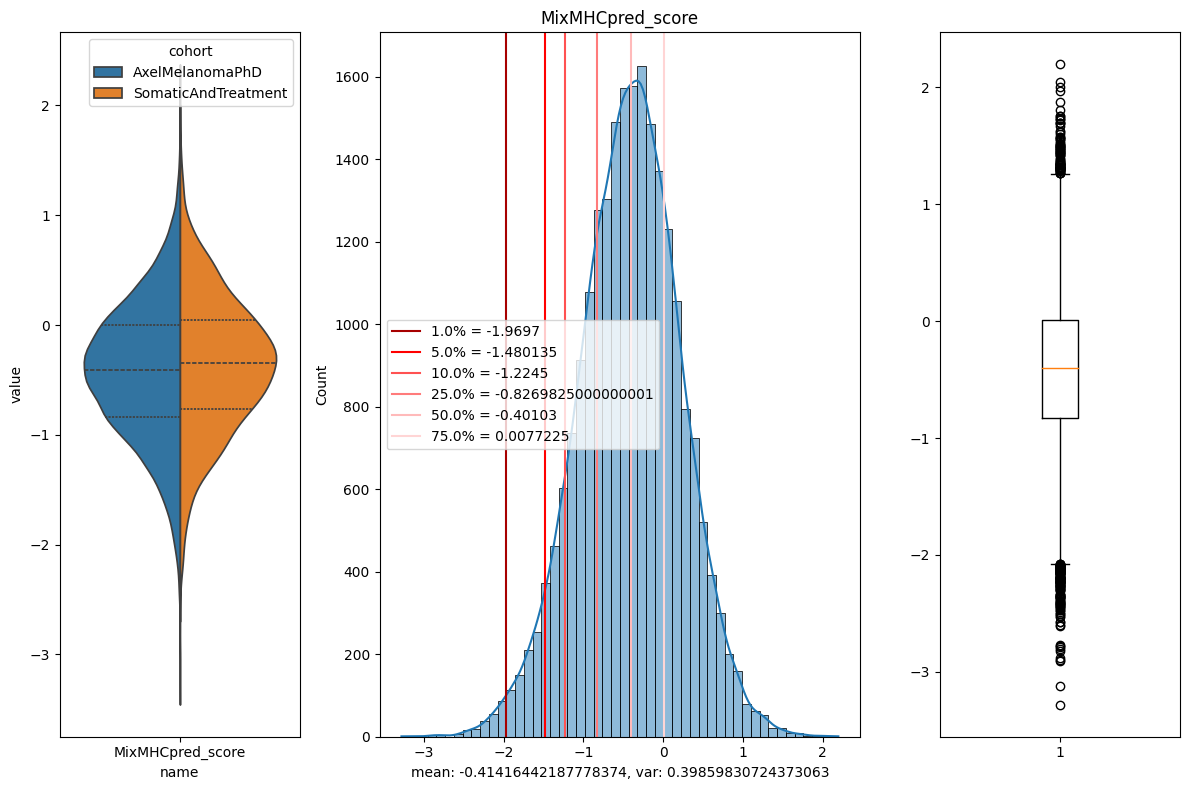 cohort
AxelMelanomaPhD
SomaticAndTreatment
2
1
0
−1
−2
−3
value
MixMHCpred_score
name
MixMHCpred_score
1600
1400
1200
1000
800
600
400
200
0
Count
1.0% = -1.9697
5.0% = -1.480135
10.0% = -1.2245
25.0% = -0.8269825000000001
50.0% = -0.40103
75.0% = 0.0077225
−3 −2 −1 0 1 2
mean: -0.41416442187778374, var: 0.39859830724373063
2
1
0
−1
−2
−3
1